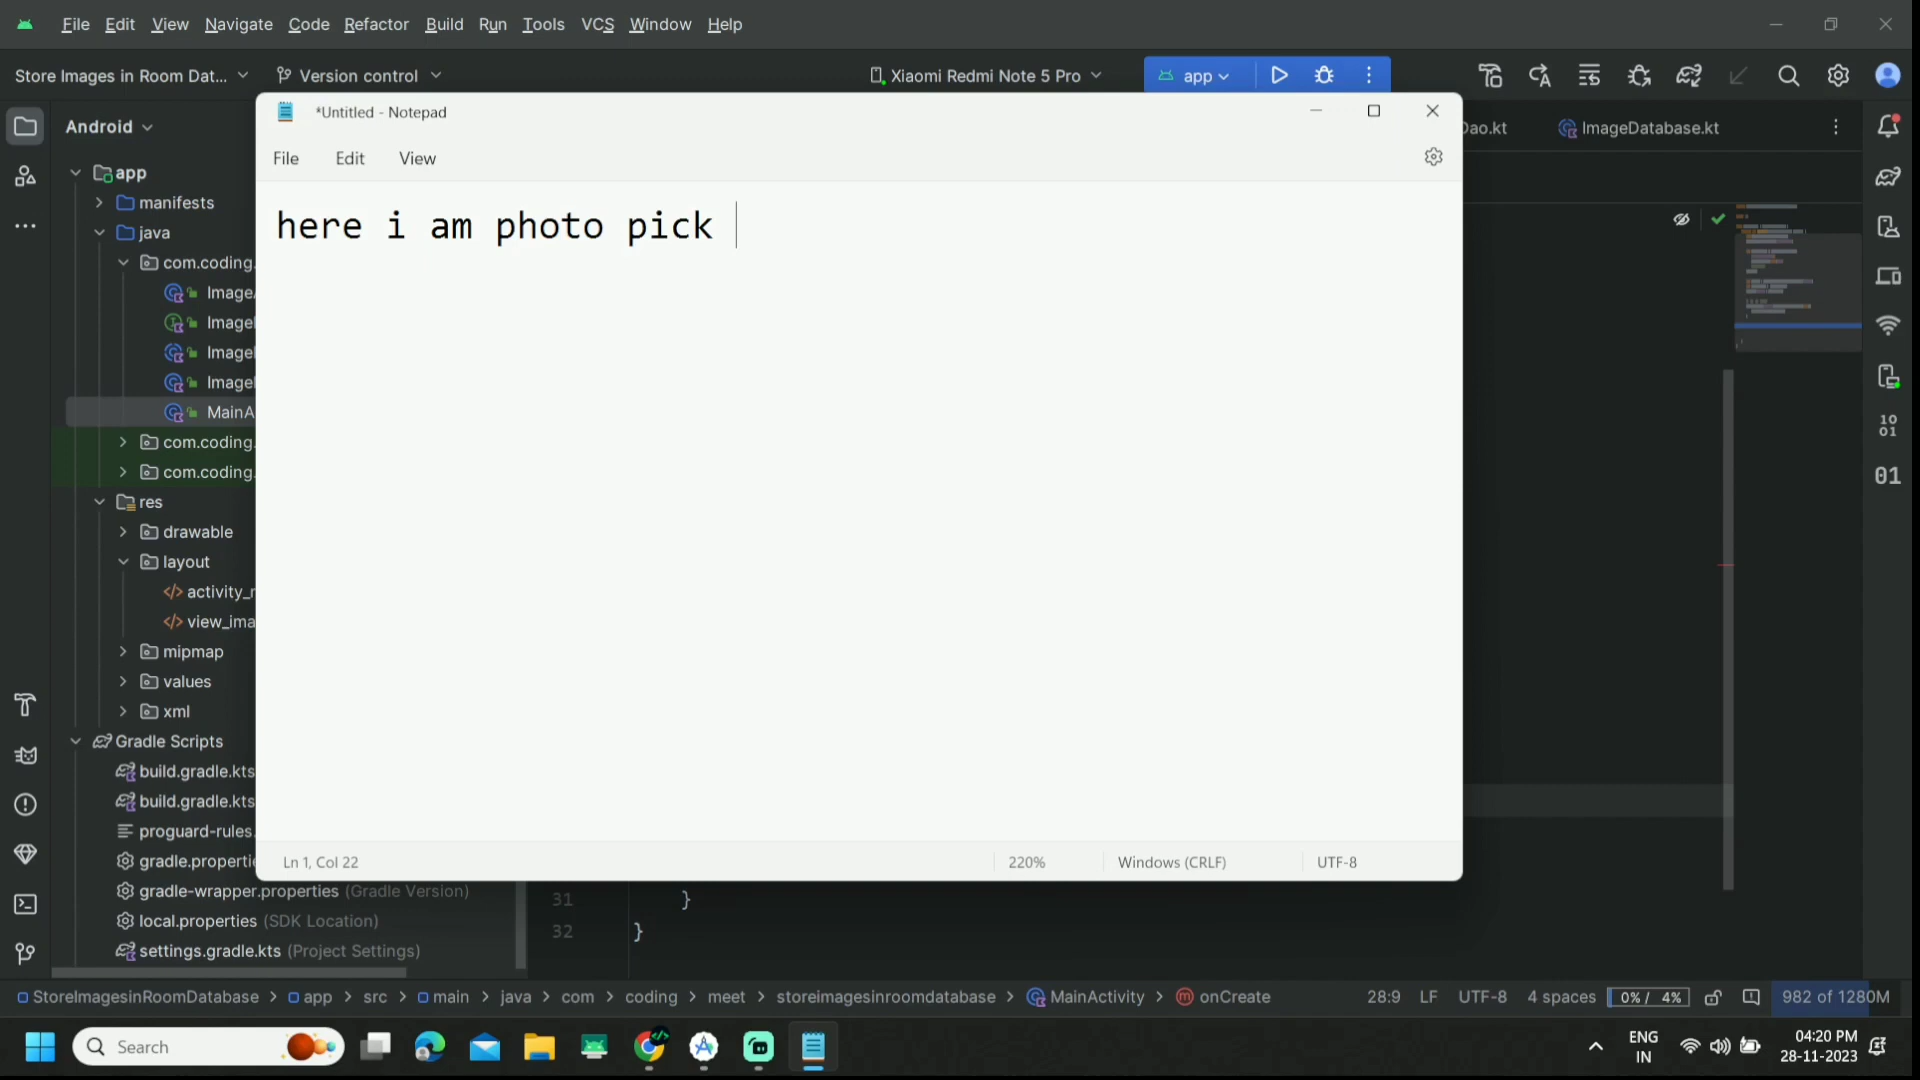 File Edit View Navigate Code Refactor Build Run Tools VCS Window Help
Store Images in Room Dat... Version control Xiaomi Redmi Note 5 Pro app
*Untitled - Notepad
Android
Dao.kt ImageDatabase.kt
File Edit View
app
manifests
here i am photo pick
java
com.coding.
Image
Image
Image
Image
MainA
com.coding.
com.coding.
res
drawable
layout
activity_
view_ima
mipmap
values
xml
Gradle Scripts
build.gradle.kts
build.gradle.kts
proguard-rules.
gradle.properti
Ln 1, Col 22 220% Windows (CRLF) UTF-8
gradle-wrapper.properties (Gradle Version)
local.properties (SDK Location)
settings.gradle.kts (Project Settings)
31 }
32 }
StoreImagesinRoomDatabase > app > src > main > java > com > coding > meet > storeimagesinroomdatabase > MainActivity > onCreate
28:9 LF UTF-8 4 spaces 0% / 4% 982 of 1280M
Search
ENG
IN
04:20 PM
28-11-2023